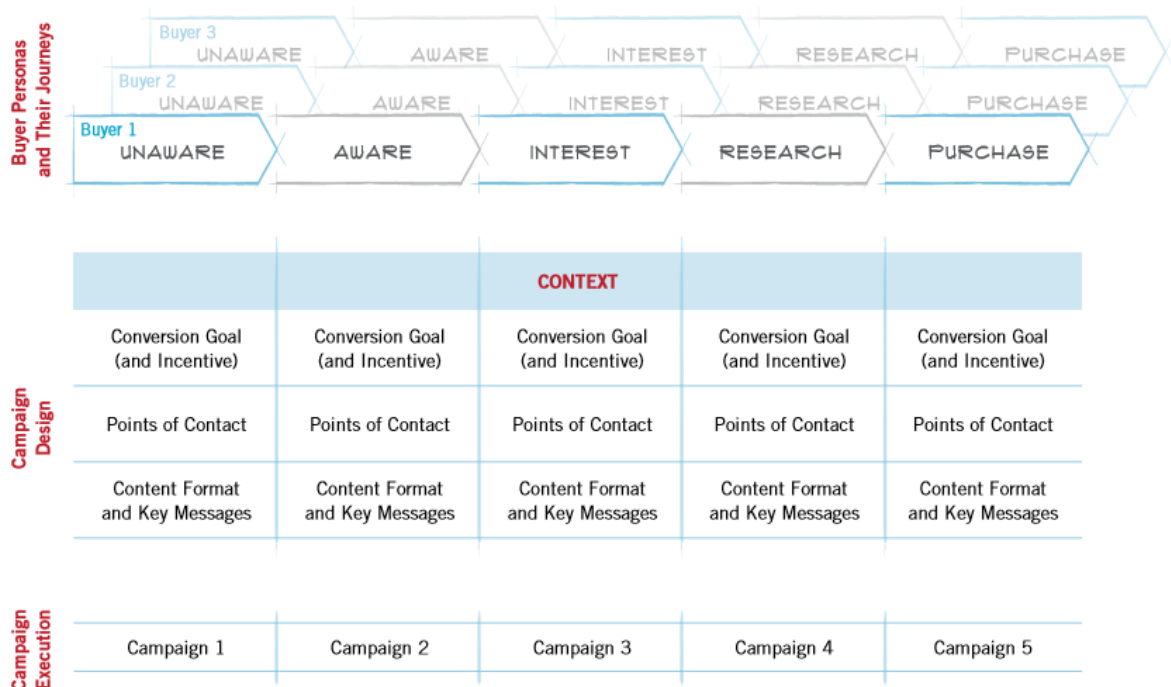 Buyer Personas
and Their Journeys
Buyer 3
UNAWARE AWARE INTEREST RESEARCH PURCHASE
Buyer 2
UNAWARE AWARE INTEREST RESEARCH PURCHASE
Buyer 1
UNAWARE AWARE INTEREST RESEARCH PURCHASE
CONTEXT
Campaign
Design
Conversion Goal Conversion Goal Conversion Goal Conversion Goal Conversion Goal
(and Incentive) (and Incentive) (and Incentive) (and Incentive) (and Incentive)
Points of Contact Points of Contact Points of Contact Points of Contact Points of Contact
Content Format Content Format Content Format Content Format Content Format
and Key Messages and Key Messages and Key Messages and Key Messages and Key Messages
Campaign
Execution
Campaign 1 Campaign 2 Campaign 3 Campaign 4 Campaign 5